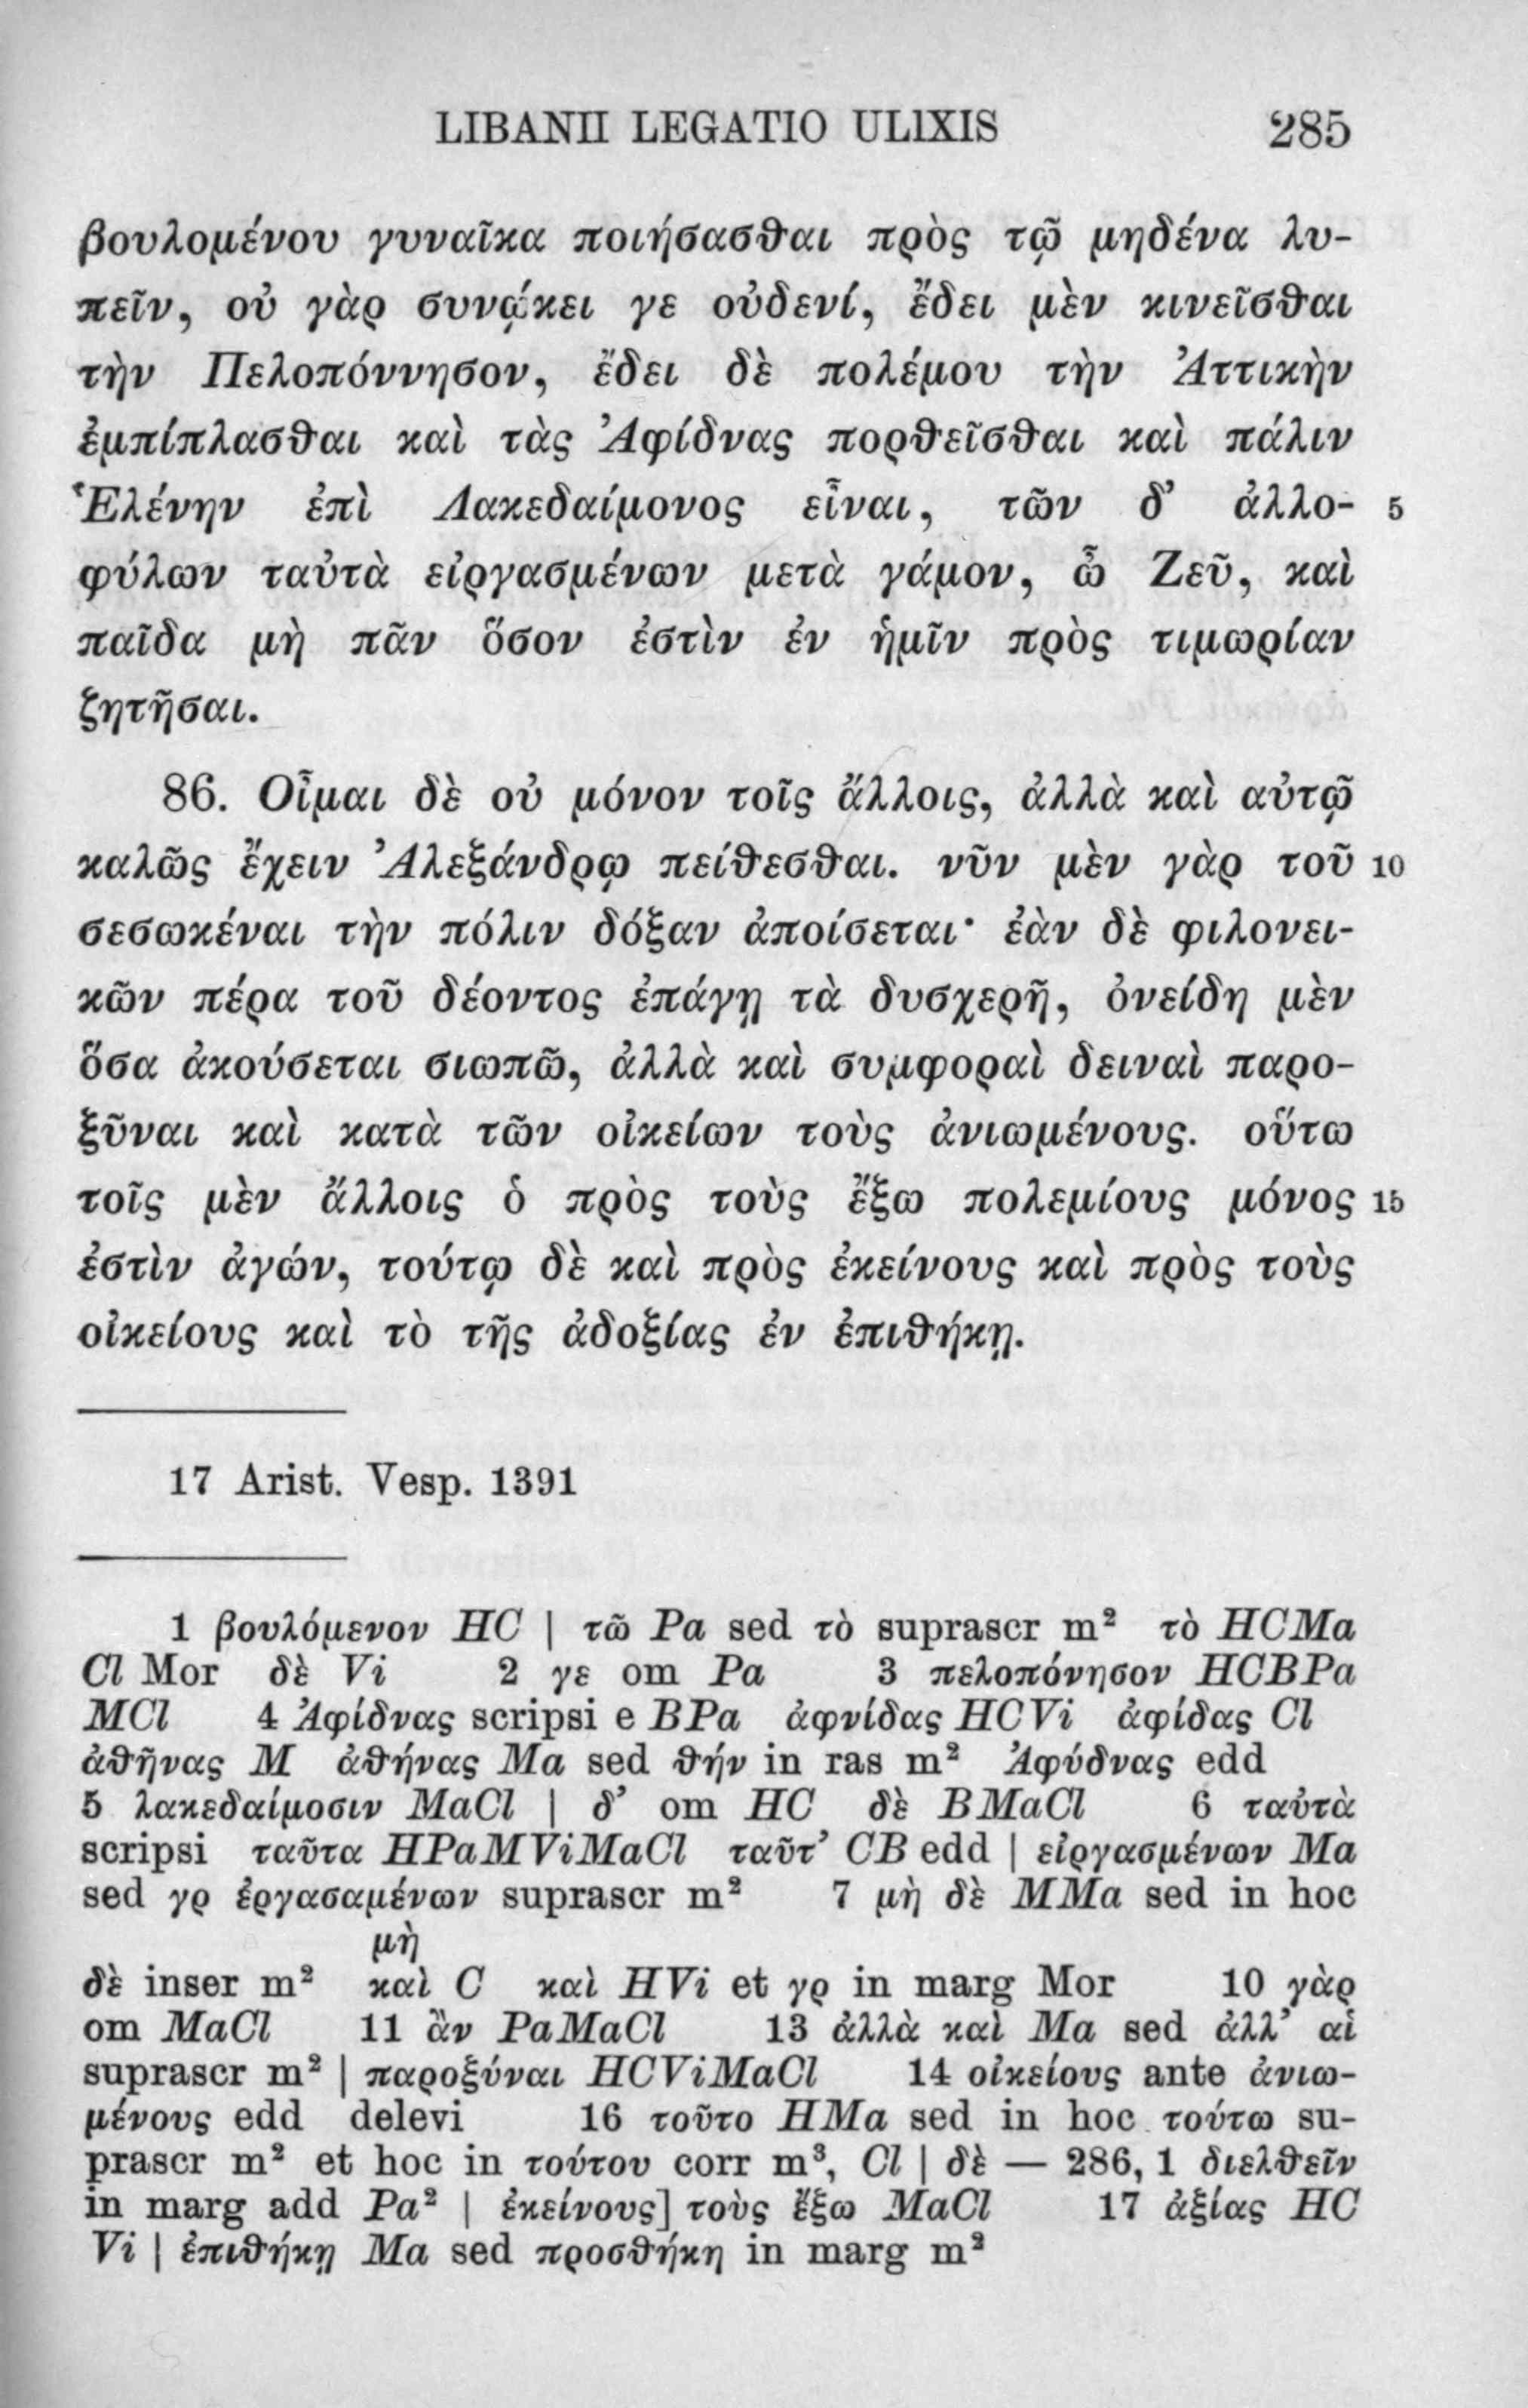 LIBANII LEGATIO ULIXIS 285
βουλομένου γυναῖκα ποιήσασθαι πρὸς τῷ μηδένα λυ-
πεῖν, οὐ γὰρ συνῴκει γε οὐδενί, ἔδει μὲν κινεῖσθαι
τὴν Πελοπόννησον, ἔδει δὲ πολέμου τὴν Ἀττικὴν
ἐμπίπλασθαι καὶ τὰς Ἀφίδνας πορθεῖσθαι καὶ πάλιν
Ἑλένην ἐπὶ Λακεδαίμονος εἶναι, τῶν δ’ ἀλλο- 5
φύλων ταὐτὰ εἰργασμένων μετὰ γάμον, ὦ Ζεῦ, καὶ
παῖδα μὴ πᾶν ὅσον ἐστὶν ἐν ἡμῖν πρὸς τιμωρίαν
ζητῆσαι.
86. Οἶμαι δὲ οὐ μόνον τοῖς ἄλλοις, ἀλλὰ καὶ αὐτῷ
καλῶς ἔχειν Ἀλεξάνδρῳ πείθεσθαι. νῦν μὲν γὰρ τοῦ 10
σεσωκέναι τὴν πόλιν δόξαν ἀποίσεται· ἐὰν δὲ φιλονει-
κῶν πέρα τοῦ δέοντος ἐπάγῃ τὰ δυσχερῆ, ὀνείδη μὲν
ὅσα ἀκούσεται σιωπῶ, ἀλλὰ καὶ συμφοραὶ δειναὶ παρο-
ξῦναι καὶ κατὰ τῶν οἰκείων τοὺς ἀνιωμένους. οὕτω
τοῖς μὲν ἄλλοις ὁ πρὸς τοὺς ἔξω πολεμίους μόνος 15
ἐστὶν ἀγών, τούτῳ δὲ καὶ πρὸς ἐκείνους καὶ πρὸς τοὺς
οἰκείους καὶ τὸ τῆς ἀδοξίας ἐν ἐπιθήκῃ.
17 Arist. Vesp. 1391
1 βουλόμενον HC | τῶ Pa sed τὸ suprascr m² τὸ HCMa
Cl Mor δὲ Vi 2 γε om Pa 3 πελοπόνησον HCBPa
MCl 4 Ἀφίδνας scripsi e BPa ἀφνίδας HCVi ἀφίδας Cl
ἀθῆνας M ἀθήνας Ma sed θήν in ras m² Ἀφύδνας edd
5 λακεδαίμοσιν MaCl | δ’ om HC δὲ BMaCl 6 ταὐτὰ
scripsi ταῦτα HPaMViMaCl ταῦτ’ CB edd | εἰργασμένων Ma
sed γρ ἐργασαμένων suprascr m² 7 μὴ δὲ MMa sed in hoc
μὴ
δὲ inser m² καὶ C καὶ HVi et γρ in marg Mor 10 γὰρ
om MaCl 11 ἂν PaMaCl 13 ἀλλὰ καὶ Ma sed ἀλλ’ αἱ
suprascr m² | παροξύναι HCViMaCl 14 οἰκείους ante ἀνιω-
μένους edd delevi 16 τοῦτο HMa sed in hoc τούτω su-
prascr m² et hoc in τούτου corr m³, Cl | δὲ — 286, 1 διελθεῖν
in marg add Pa² | ἐκείνους] τοὺς ἔξω MaCl 17 ἀξίας HC
Vi | ἐπιθήκῃ Ma sed προσθήκη in marg m²